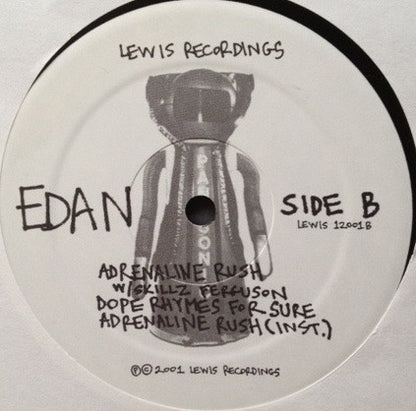 LEWIS RECORDINGS
EDAN
SIDE B
LEWIS 12001B
ADRENALINE RUSH
W/ SKILLZ FERGUSON
DOPE RHYMES FOR SURE
ADRENALINE RUSH (INST.)
Ⓟ © 2001 LEWIS RECORDINGS